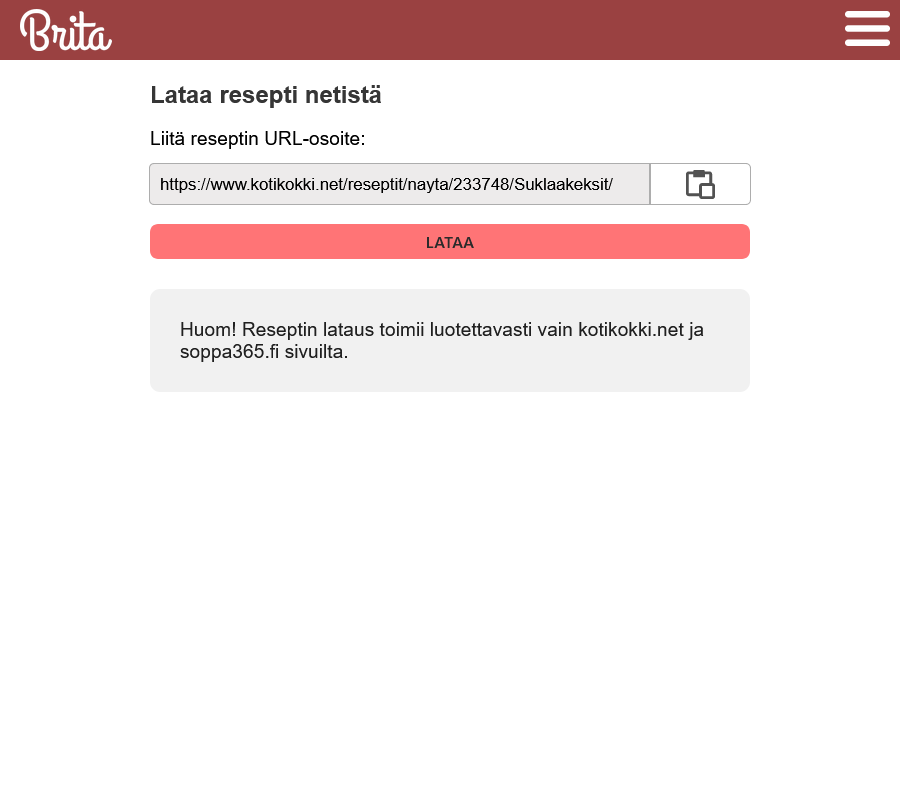 Brita
Lataa resepti netistä
Liitä reseptin URL-osoite:
https://www.kotikokki.net/reseptit/nayta/233748/Suklaakeksit/
LATAA
Huom! Reseptin lataus toimii luotettavasti vain kotikokki.net ja
soppa365.fi sivuilta.